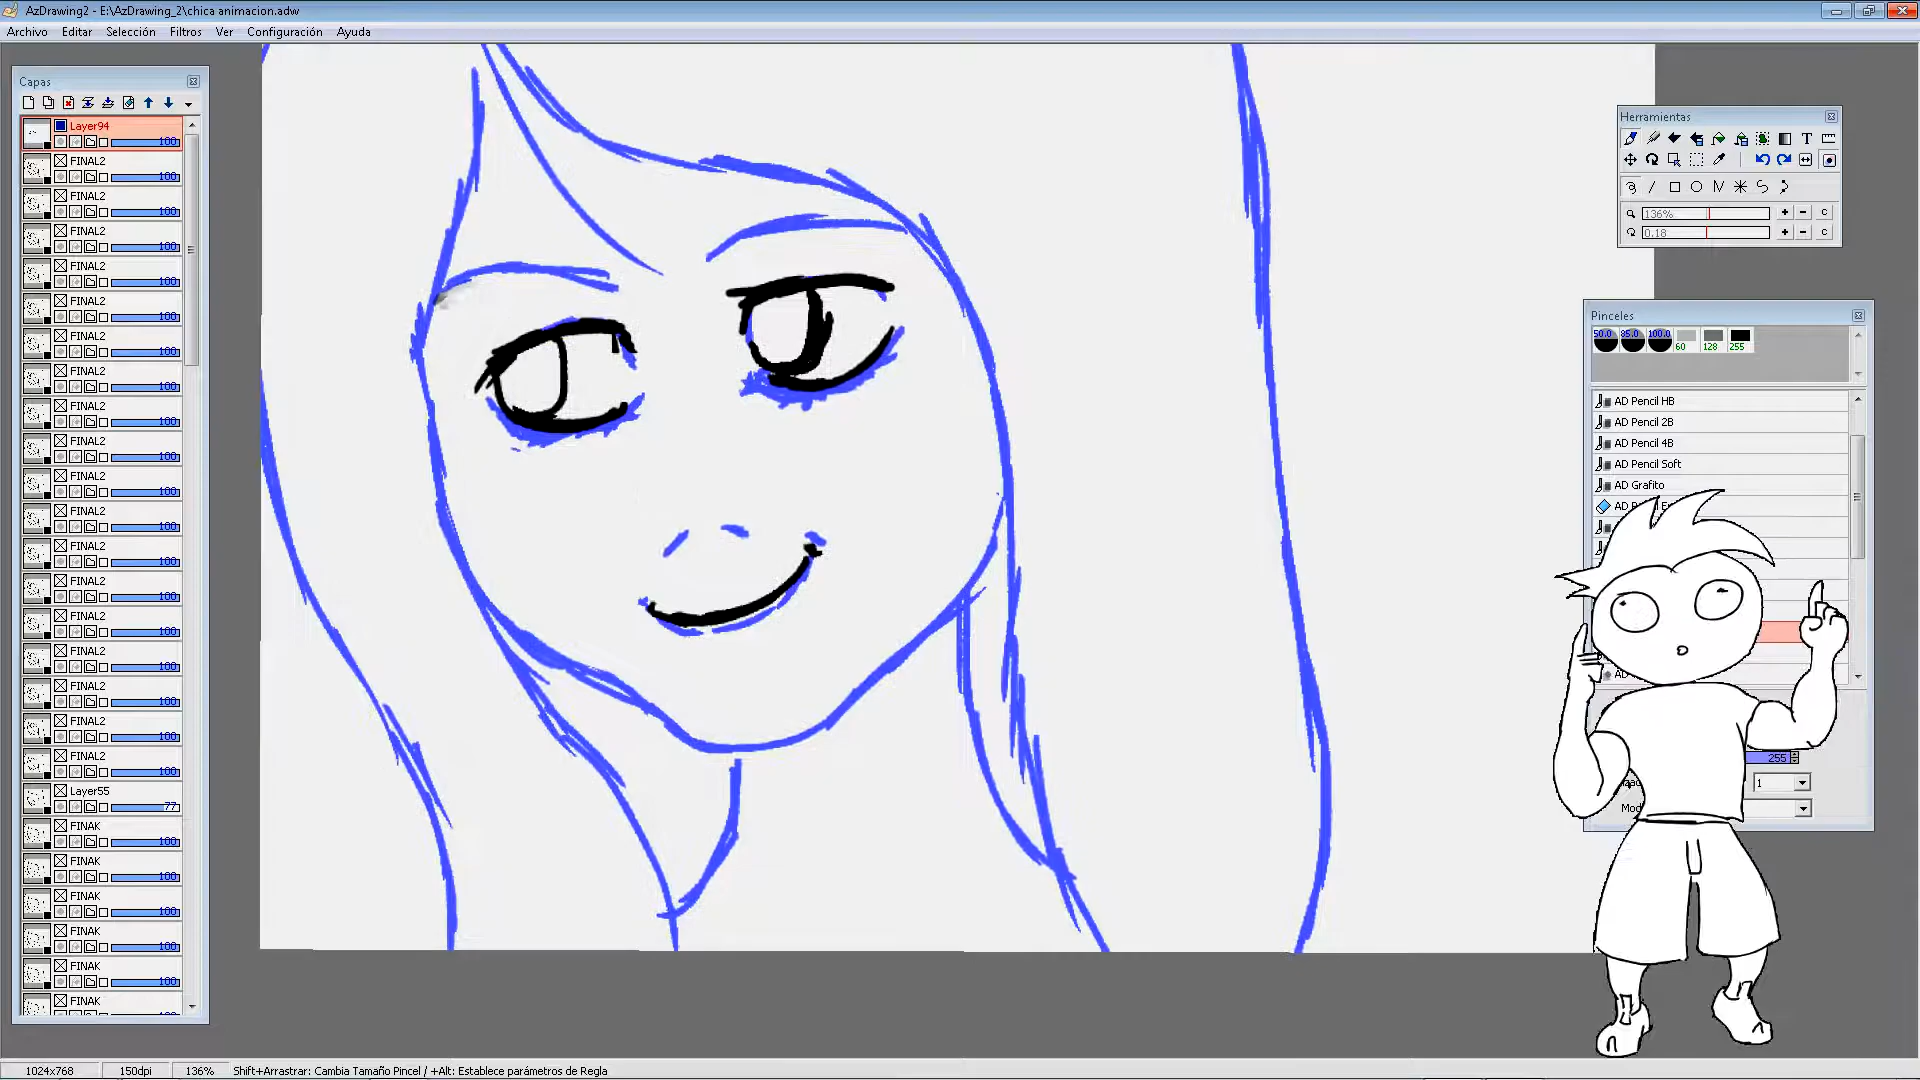 AzDrawing2 - E:\AzDrawing_2\chica animacion.adw
Archivo Editar Selección Filtros Ver Configuración Ayuda
Capas
Layer94
100
FINAL2
100
FINAL2
100
FINAL2
100
FINAL2
100
FINAL2
100
FINAL2
100
FINAL2
100
FINAL2
100
FINAL2
100
FINAL2
100
FINAL2
100
FINAL2
100
FINAL2
100
FINAL2
100
FINAL2
100
FINAL2
100
FINAL2
100
FINAL2
100
Layer55
77
FINAK
100
FINAK
100
FINAK
100
FINAK
100
FINAK
100
FINAK
Herramientas
T
136%
+ - C
0.18
+ - C
Pinceles
50.0 85.0 100.0
60 128 255
AD Pencil HB
AD Pencil 2B
AD Pencil 4B
AD Pencil Soft
AD Grafito
255
1
1024x768 150dpi 136% Shift+Arrastrar: Cambia Tamaño Pincel / +Alt: Establece parámetros de Regla